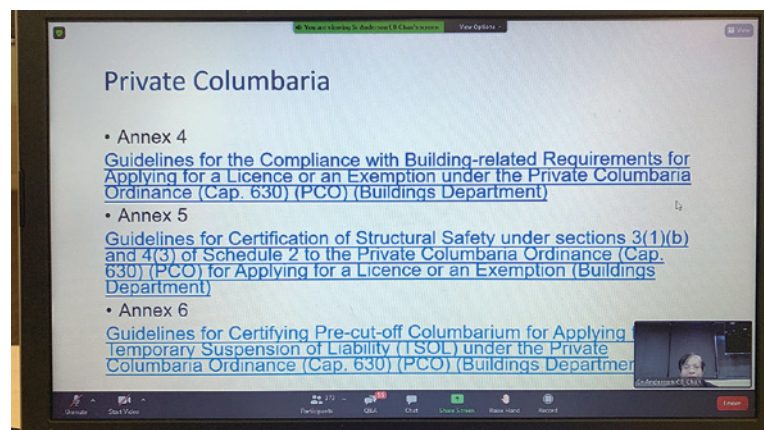 You are viewing Sr Anderson CB Chan's screen
View Options
View
Private Columbaria
• Annex 4
Guidelines for the Compliance with Building-related Requirements for
Applying for a Licence or an Exemption under the Private Columbaria
Ordinance (Cap. 630) (PCO) (Buildings Department)
• Annex 5
Guidelines for Certification of Structural Safety under sections 3(1)(b)
and 4(3) of Schedule 2 to the Private Columbaria Ordinance (Cap.
630) (PCO) for Applying for a Licence or an Exemption (Buildings
Department)
• Annex 6
Guidelines for Certifying Pre-cut-off Columbarium for Applying
Temporary Suspension of Liability (TSOL) under the Private
Columbaria Ordinance (Cap. 630) (PCO) (Buildings Departmen
Sr Anderson CB Chan
Unmute
Start Video
Participants
Q&A
Chat
Share Screen
Raise Hand
Record
Leave